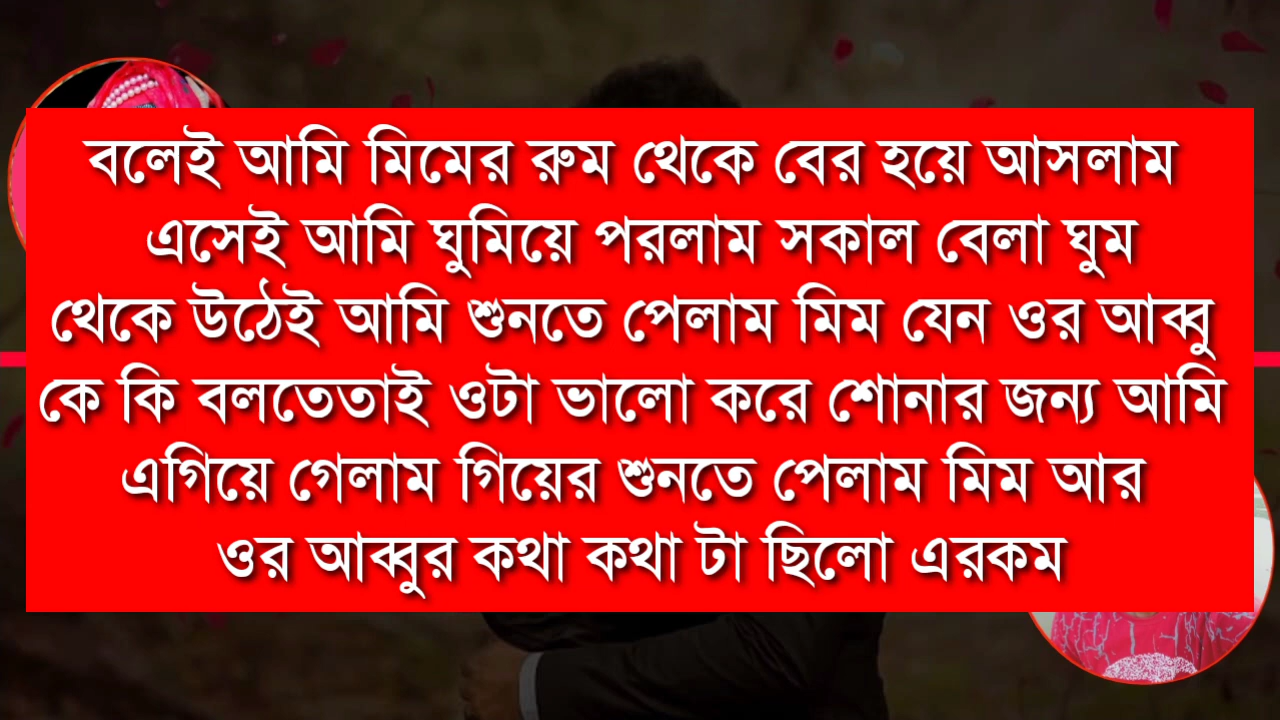 বলেই আমি মিমের রুম থেকে বের হয়ে আসলাম
এসেই আমি ঘুমিয়ে পরলাম সকাল বেলা ঘুম
থেকে উঠেই আমি শুনতে পেলাম মিম যেন ওর আব্বু
কে কি বলতেতাই ওটা ভালো করে শোনার জন্য আমি
এগিয়ে গেলাম গিয়ের শুনতে পেলাম মিম আর
ওর আব্বুর কথা কথা টা ছিলো এরকম